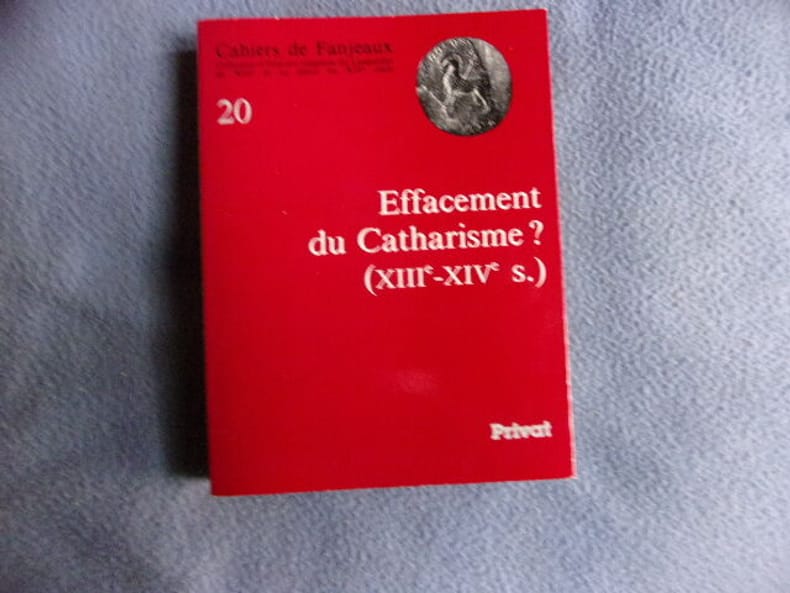 Cahiers de Fanjeaux
20
Effacement
du Catharisme ?
(XIIIe-XIVe s.)
Privat